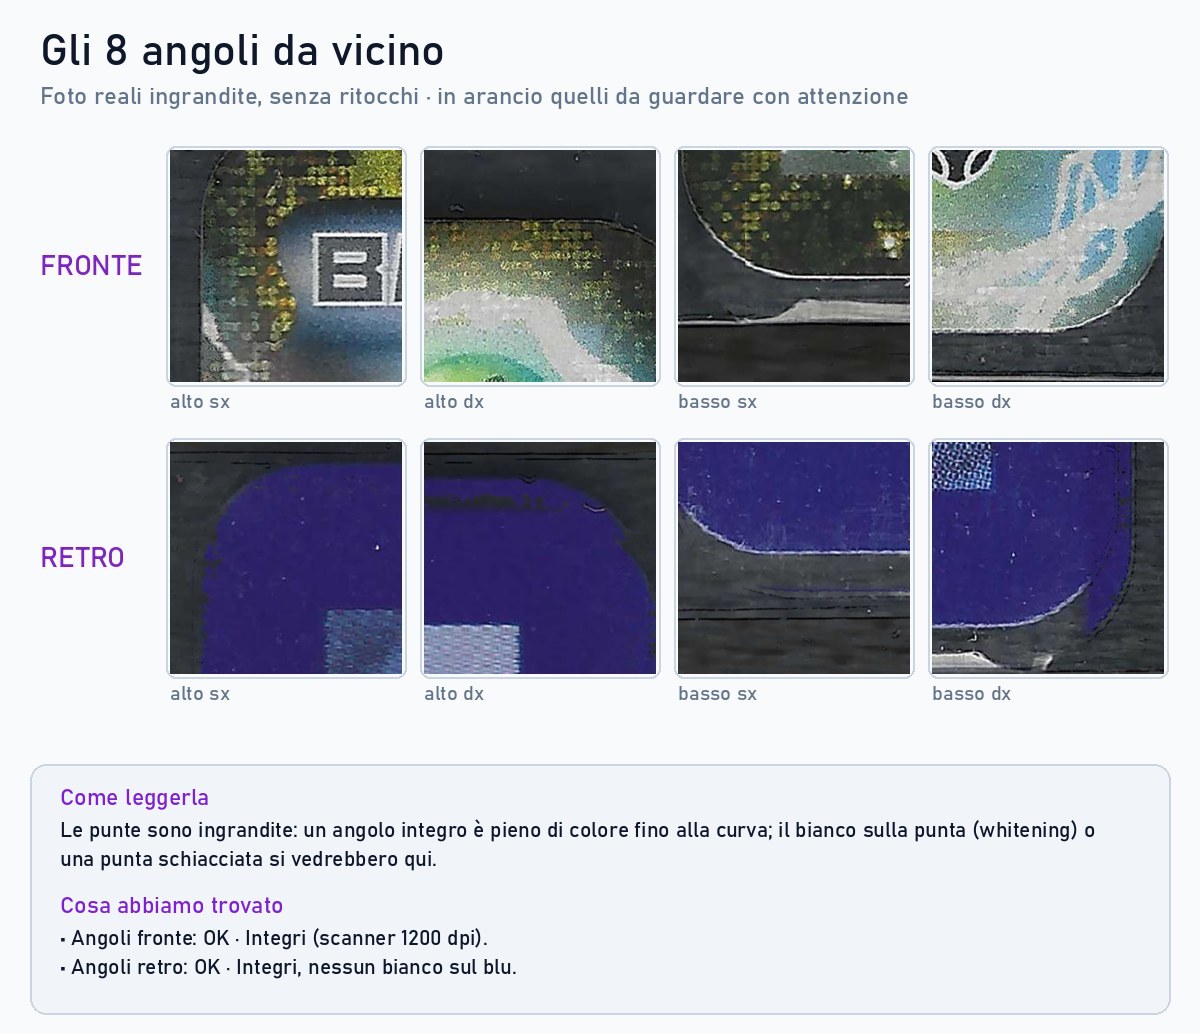 Gli 8 angoli da vicino
Foto reali ingrandite, senza ritocchi · in arancio quelli da guardare con attenzione
FRONTE
B
alto sx
alto dx
basso sx
basso dx
RETRO
alto sx
alto dx
basso sx
basso dx
Come leggerla
Le punte sono ingrandite: un angolo integro è pieno di colore fino alla curva; il bianco sulla punta (whitening) o
una punta schiacciata si vedrebbero qui.
Cosa abbiamo trovato
• Angoli fronte: OK · Integri (scanner 1200 dpi).
• Angoli retro: OK · Integri, nessun bianco sul blu.